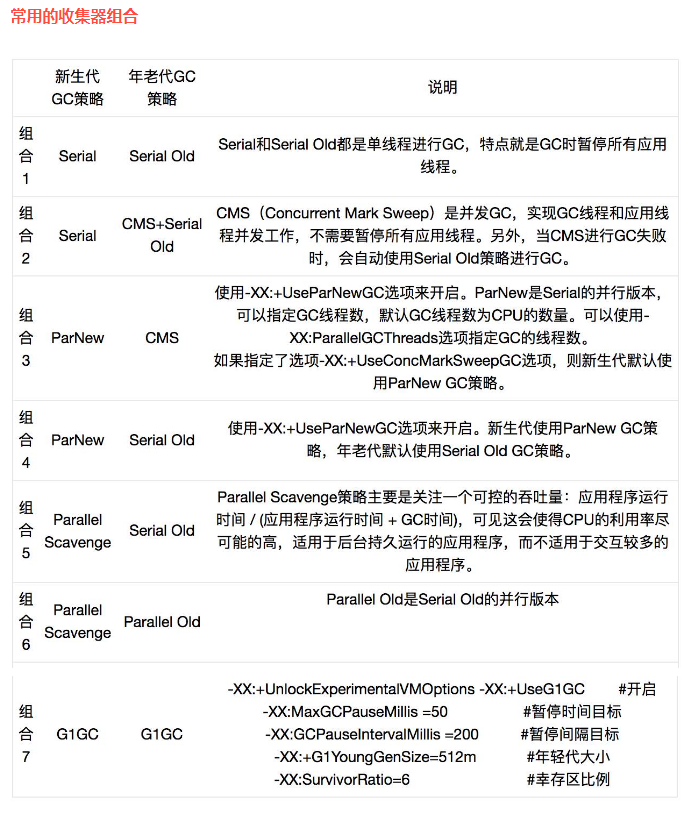 常用的收集器组合
新生代
GC策略
年老代GC
策略
说明
组
合
1
Serial
Serial Old
Serial和Serial Old都是单线程进行GC，特点就是GC时暂停所有应用
线程。
组
合
2
Serial
CMS+Serial
Old
CMS（Concurrent Mark Sweep）是并发GC，实现GC线程和应用线
程并发工作，不需要暂停所有应用线程。另外，当CMS进行GC失败
时，会自动使用Serial Old策略进行GC。
组
合
3
ParNew
CMS
使用-XX:+UseParNewGC选项来开启。ParNew是Serial的并行版本，
可以指定GC线程数，默认GC线程数为CPU的数量。可以使用-
XX:ParallelGCThreads选项指定GC的线程数。
如果指定了选项-XX:+UseConcMarkSweepGC选项，则新生代默认使
用ParNew GC策略。
组
合
4
ParNew
Serial Old
使用-XX:+UseParNewGC选项来开启。新生代使用ParNew GC策
略，年老代默认使用Serial Old GC策略。
组
合
5
Parallel
Scavenge
Serial Old
Parallel Scavenge策略主要是关注一个可控的吞吐量：应用程序运行
时间 / (应用程序运行时间 + GC时间)，可见这会使得CPU的利用率尽
可能的高，适用于后台持久运行的应用程序，而不适用于交互较多的
应用程序。
组
合
6
Parallel
Scavenge
Parallel Old
Parallel Old是Serial Old的并行版本
组
合
7
G1GC
G1GC
-XX:+UnlockExperimentalVMOptions -XX:+UseG1GC #开启
-XX:MaxGCPauseMillis =50 #暂停时间目标
-XX:GCPauseIntervalMillis =200 #暂停间隔目标
-XX:+G1YoungGenSize=512m #年轻代大小
-XX:SurvivorRatio=6 #幸存区比例